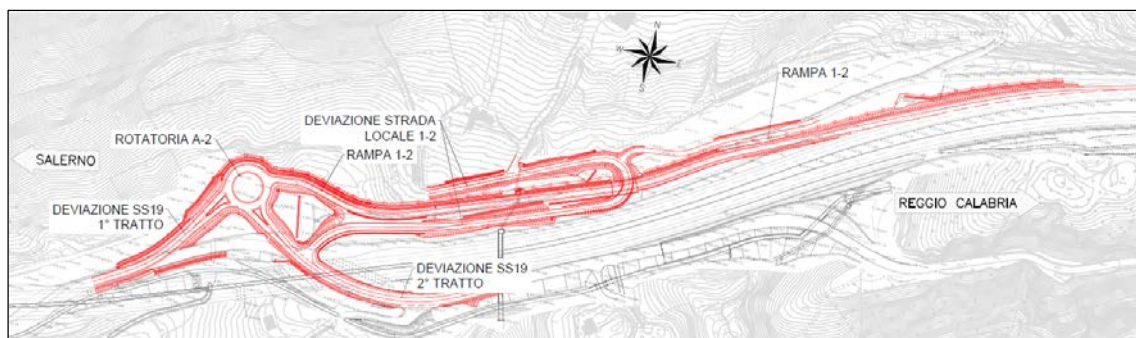 N
W
E
S
RAMPA 1-2
DEVIAZIONE STRADA
LOCALE 1-2
ROTATORIA A-2
RAMPA 1-2
SALERNO
DEVIAZIONE SS19
1° TRATTO
REGGIO CALABRIA
DEVIAZIONE SS19
2° TRATTO